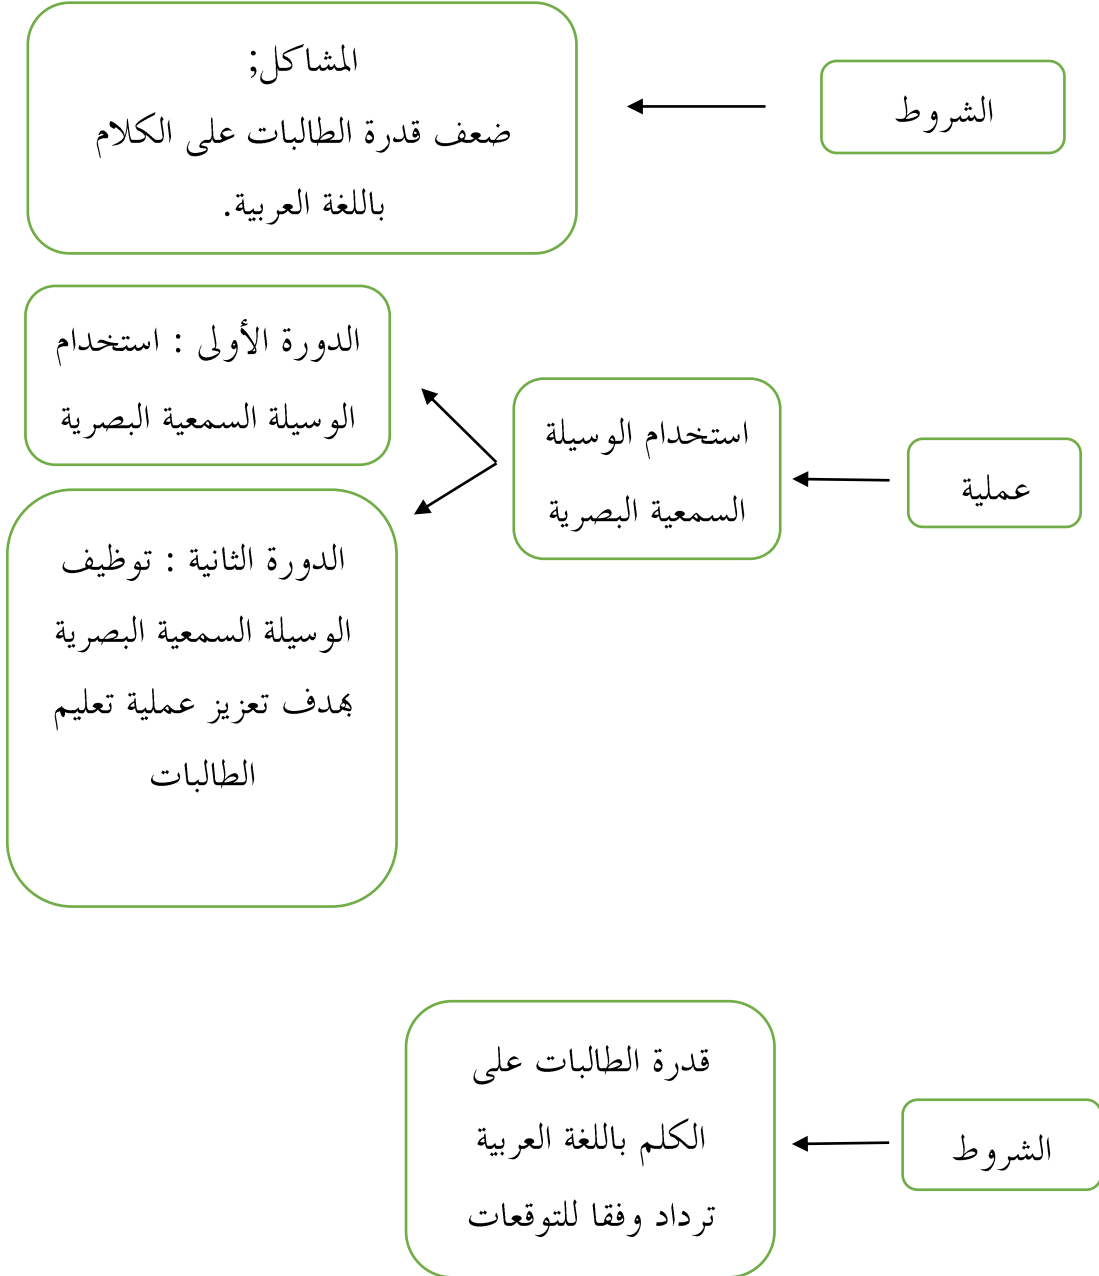 الشروط
المشاكل;
ضعف قدرة الطالبات على الكلام
باللغة العربية.
عملية
استخدام الوسيلة
السمعية البصرية
الدورة الأولى : استخدام
الوسيلة السمعية البصرية
الدورة الثانية : توظيف
الوسيلة السمعية البصرية
بهدف تعزيز عملية تعليم
الطالبات
الشروط
قدرة الطالبات على
الكلم باللغة العربية
ترداد وفقا للتوقعات